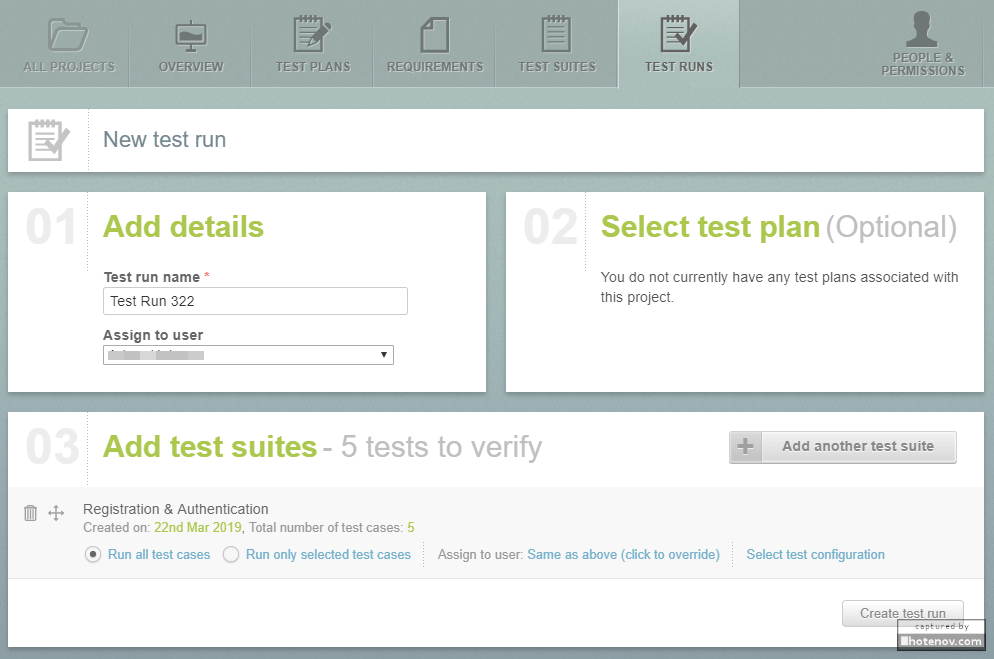 ALL PROJECTS
OVERVIEW
TEST PLANS
REQUIREMENTS
TEST SUITES
TEST RUNS
PEOPLE &
PERMISSIONS
New test run
01
Add details
Test run name *
Test Run 322
Assign to user
02
Select test plan (Optional)
You do not currently have any test plans associated with
this project.
03
Add test suites - 5 tests to verify
Add another test suite
Registration & Authentication
Created on: 22nd Mar 2019, Total number of test cases: 5
Run all test cases
Run only selected test cases
Assign to user: Same as above (click to override)
Select test configuration
Create test run
captured by
hotenov.com